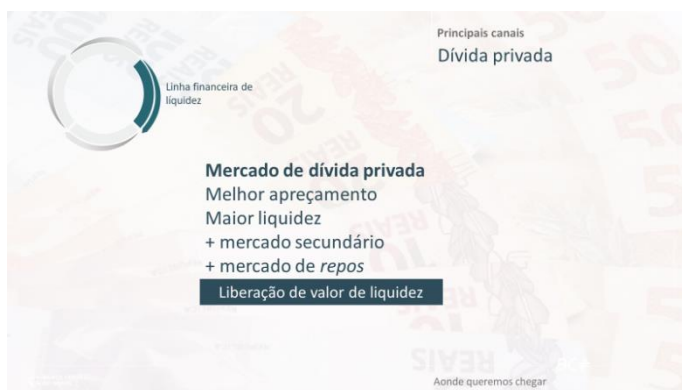 Principais canais
Dívida privada
Linha financeira de
liquidez
Mercado de dívida privada
Melhor apreçamento
Maior liquidez
+ mercado secundário
+ mercado de repos
Liberação de valor de liquidez
Aonde queremos chegar